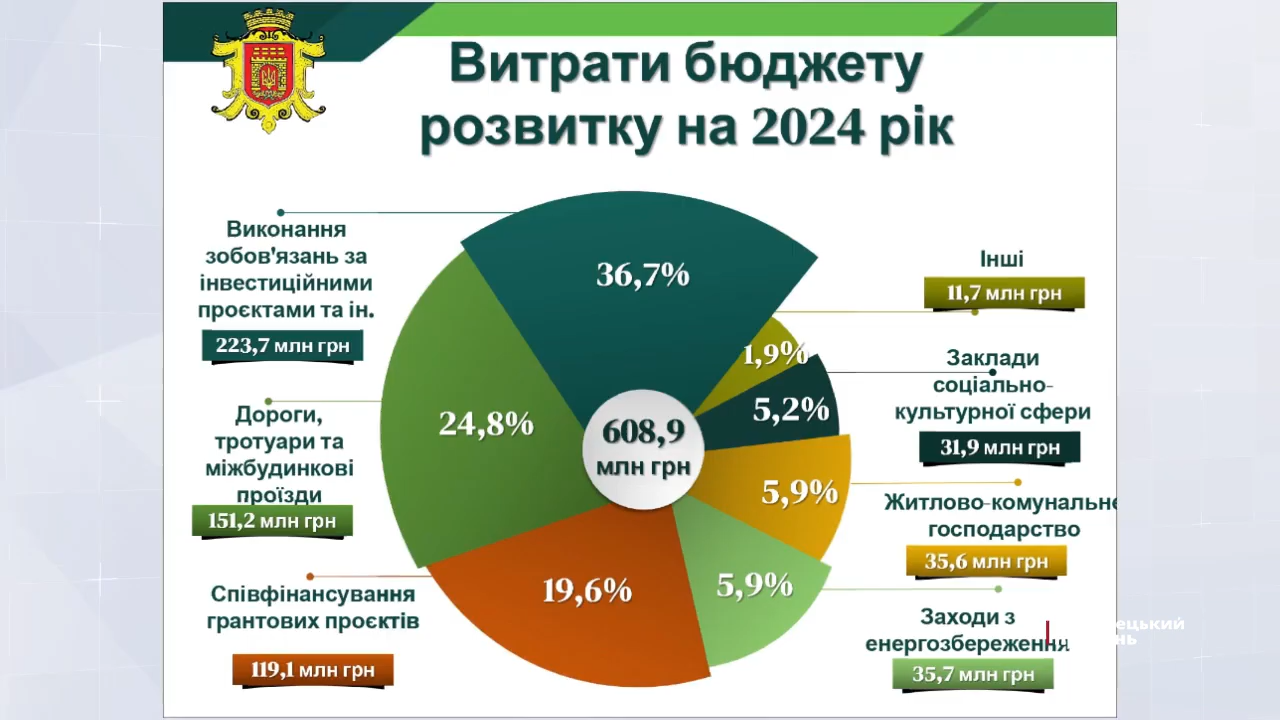 Витрати бюджету
розвитку на 2024 рік
Виконання
зобов'язань за
інвестиційними
проєктами та ін.
223,7 млн грн
Дороги,
тротуари та
міжбудинкові
проїзди
151,2 млн грн
Співфінансування
грантових проєктів
119,1 млн грн
36,7%
24,8%
19,6%
5,9%
5,9%
5,2%
1,9%
608,9
млн грн
Інші
11,7 млн грн
Заклади
соціально-
культурної сфери
31,9 млн грн
Житлово-комунальне
господарство
35,6 млн грн
Заходи з
енергозбереження
35,7 млн грн